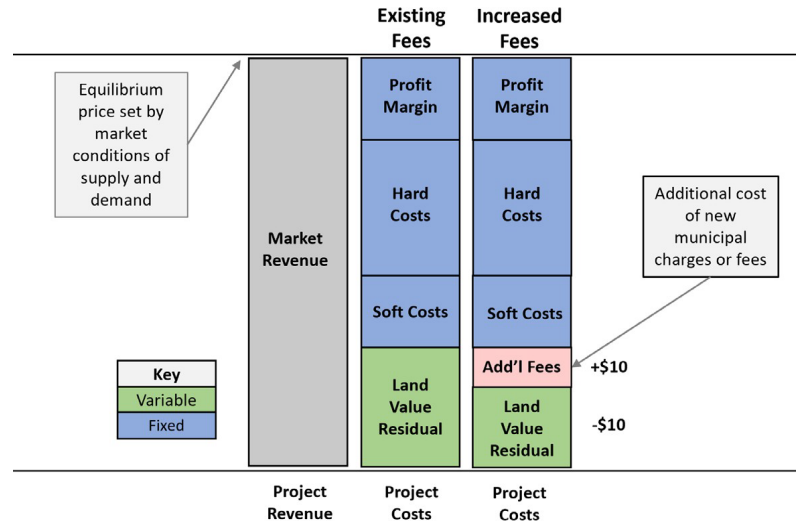 Existing
Fees
Increased
Fees
Equilibrium
price set by
market
conditions of
supply and
demand
Market
Revenue
Profit
Margin
Profit
Margin
Hard
Costs
Hard
Costs
Additional cost
of new
municipal
charges or fees
Soft Costs
Soft Costs
Key
Variable
Fixed
Land
Value
Residual
Add'l Fees
+$10
Land
Value
Residual
-$10
Project
Revenue
Project
Costs
Project
Costs